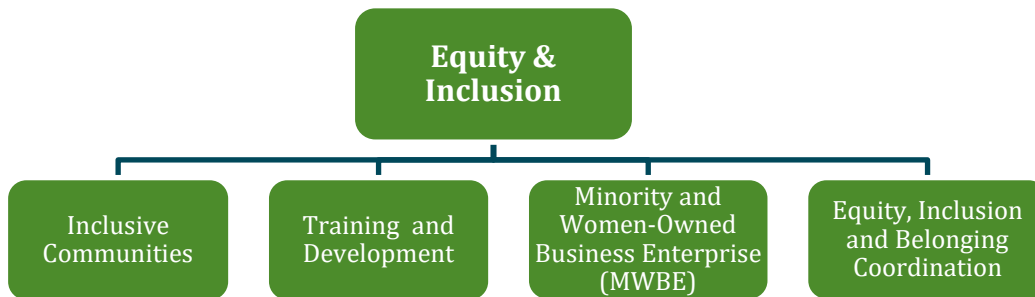 Equity &
Inclusion
Inclusive
Communities
Training and
Development
Minority and
Women-Owned
Business Enterprise
(MWBE)
Equity, Inclusion
and Belonging
Coordination